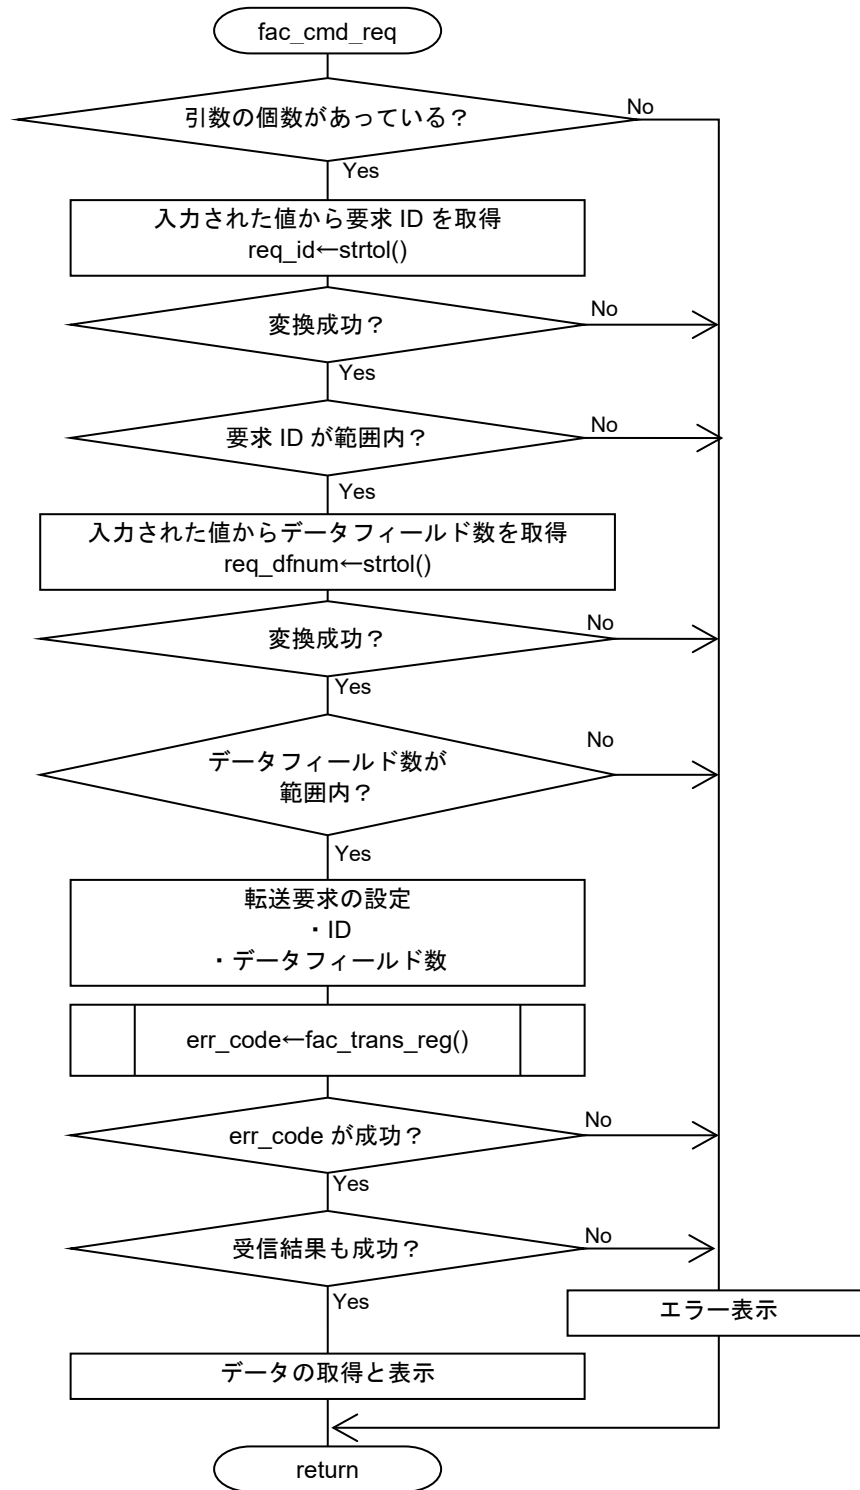 fac_cmd_req
引数の個数があっている？
No
Yes
入力された値から要求 ID を取得
req_id←strtol()
変換成功？
No
Yes
要求 ID が範囲内？
No
Yes
入力された値からデータフィールド数を取得
req_dfnum←strtol()
変換成功？
No
Yes
データフィールド数が
範囲内？
No
Yes
転送要求の設定
・ID
・データフィールド数
err_code←fac_trans_reg()
err_code が成功？
No
Yes
受信結果も成功？
No
Yes
エラー表示
データの取得と表示
return